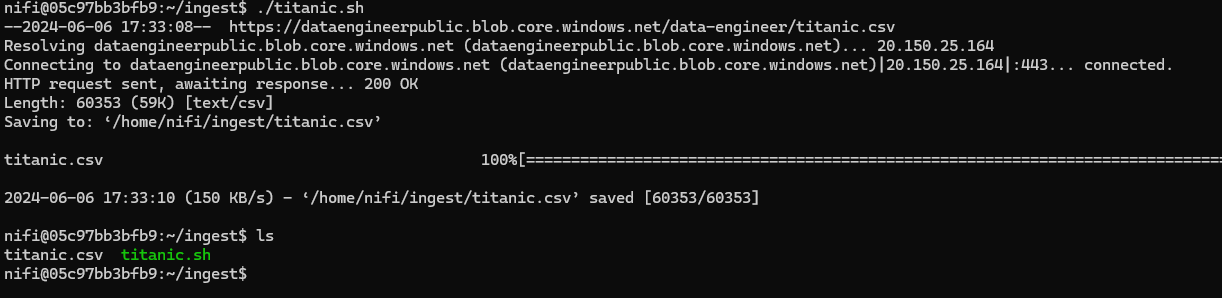 nifi@05c97bb3bfb9:~/ingest$ ./titanic.sh
--2024-06-06 17:33:08--  https://dataengineerpublic.blob.core.windows.net/data-engineer/titanic.csv
Resolving dataengineerpublic.blob.core.windows.net (dataengineerpublic.blob.core.windows.net)... 20.150.25.164
Connecting to dataengineerpublic.blob.core.windows.net (dataengineerpublic.blob.core.windows.net)|20.150.25.164|:443... connected.
HTTP request sent, awaiting response... 200 OK
Length: 60353 (59K) [text/csv]
Saving to: ‘/home/nifi/ingest/titanic.csv’
titanic.csv 100%[==============================================================================
2024-06-06 17:33:10 (150 KB/s) - ‘/home/nifi/ingest/titanic.csv’ saved [60353/60353]
nifi@05c97bb3bfb9:~/ingest$ ls
titanic.csv  titanic.sh
nifi@05c97bb3bfb9:~/ingest$